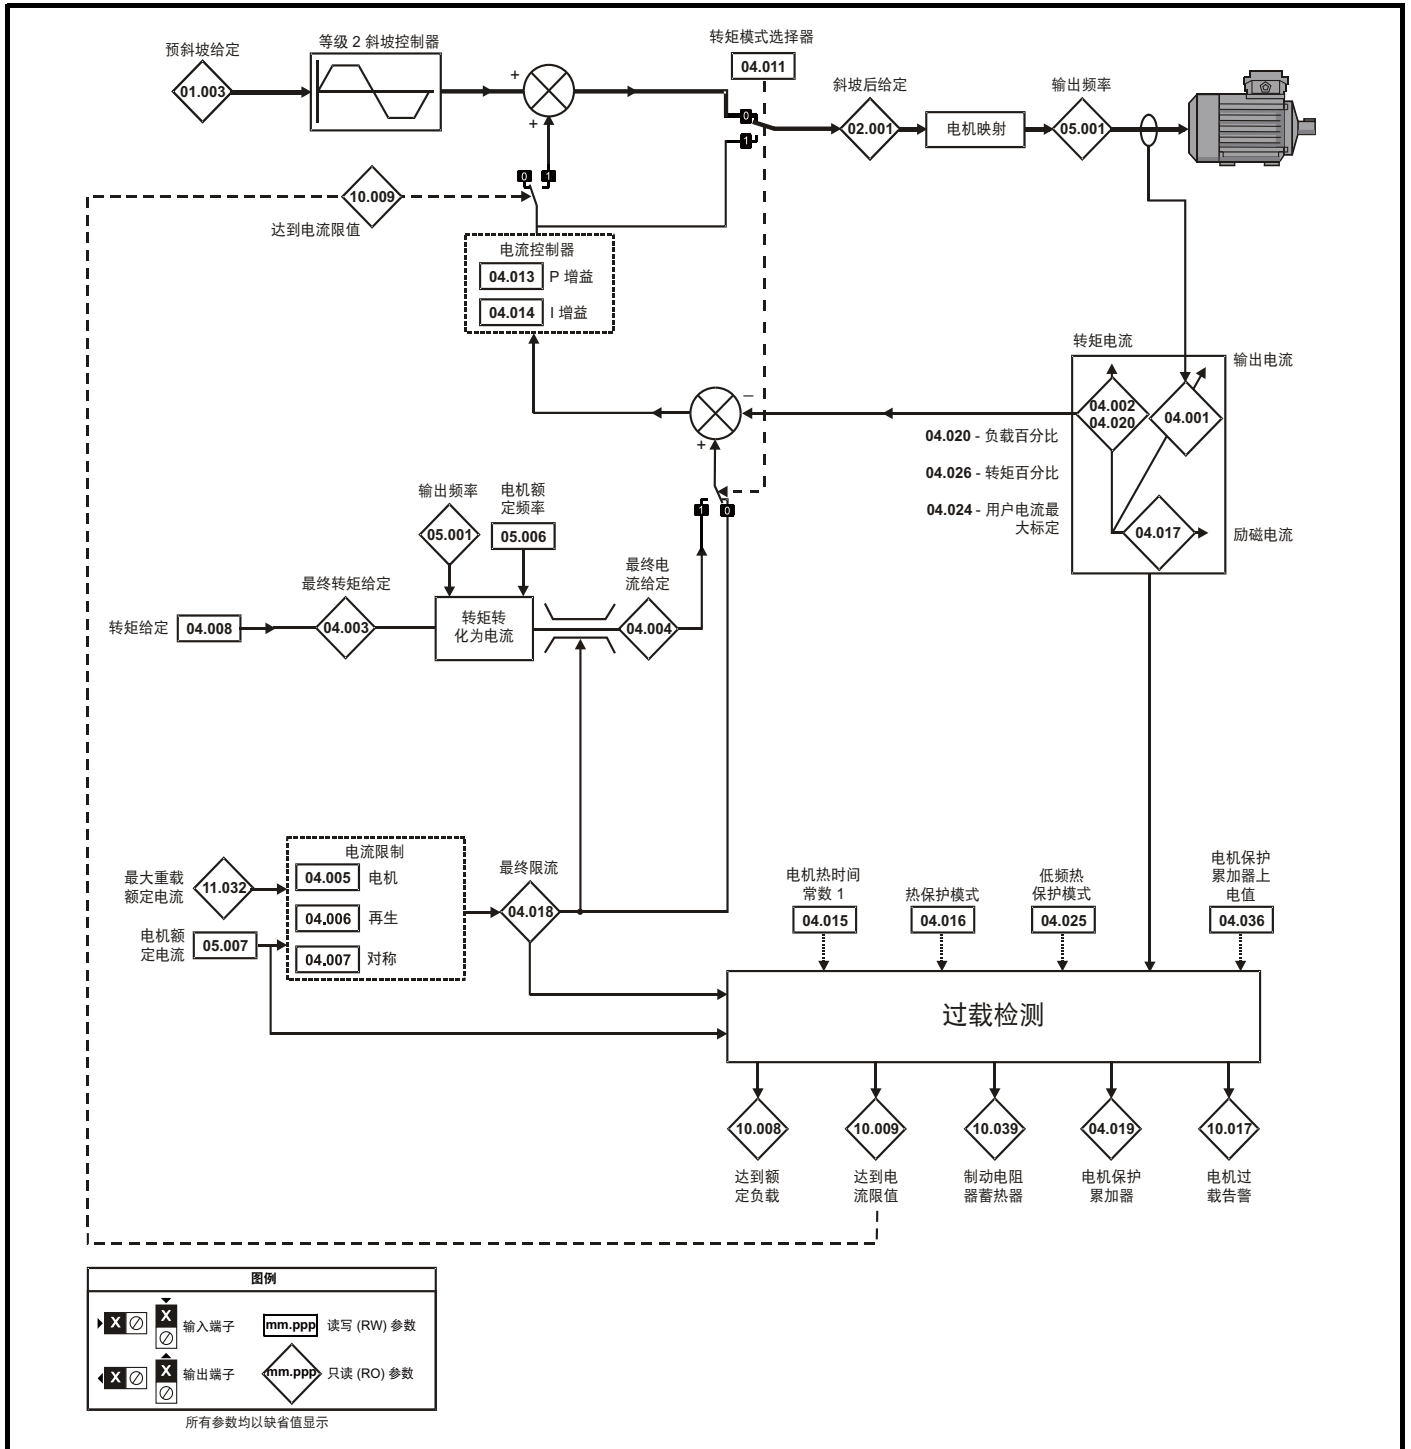 转矩模式选择器
04.011
等级 2 斜坡控制器
预斜坡给定
01.003
+
+
斜坡后给定
02.001
电机映射
输出频率
05.001
0
1
0
1
10.009
达到电流限值
电流控制器
04.013 P 增益
04.014 I 增益
转矩电流
输出电流
04.002
04.020
04.001
04.017
励磁电流
–
+
04.020 - 负载百分比
04.026 - 转矩百分比
04.024 - 用户电流最
大标定
1
0
输出频率
05.001
电机额
定频率
05.006
最终电
流给定
04.004
最终转矩给定
04.003
转矩给定 04.008
转矩转
化为电流
最大重载
额定电流
11.032
电机额
定电流
05.007
电流限制
04.005 电机
04.006 再生
04.007 对称
最终限流
04.018
电机热时间
常数 1
04.015
热保护模式
04.016
低频热
保护模式
04.025
电机保护
累加器上
电值
04.036
过载检测
10.008
10.009
10.039
04.019
10.017
达到额
定负载
达到电
流限值
制动电阻
器蓄热器
电机保护
累加器
电机过
载告警
图例
X X 输入端子
mm.ppp 读写 (RW) 参数
X X 输出端子
mm.ppp 只读 (RO) 参数
所有参数均以缺省值显示